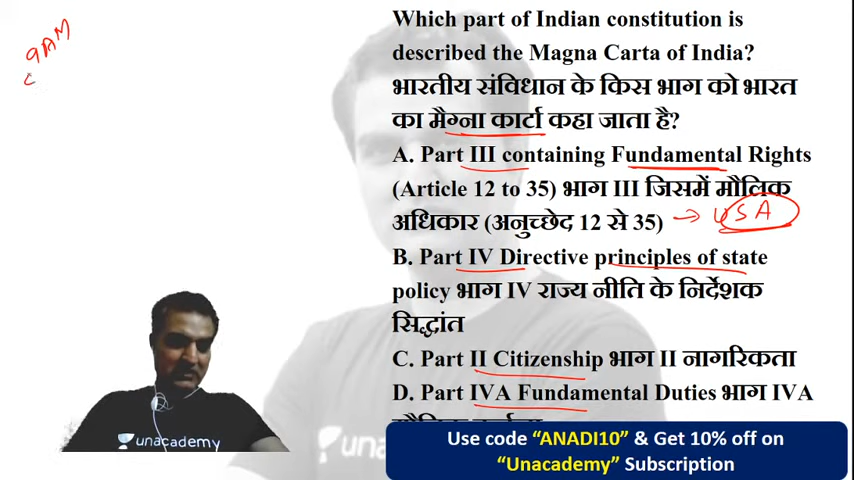 9AM
Which part of Indian constitution is
described the Magna Carta of India?
भारतीय संविधान के किस भाग को भारत
का मैग्ना कार्टा कहा जाता है?
A. Part III containing Fundamental Rights
(Article 12 to 35) भाग III जिसमें मौलिक
अधिकार (अनुच्छेद 12 से 35) → USA
B. Part IV Directive principles of state
policy भाग IV राज्य नीति के निर्देशक
सिद्धांत
C. Part II Citizenship भाग II नागरिकता
D. Part IVA Fundamental Duties भाग IVA
unacademy
una
Use code “ANADI10” & Get 10% off on
“Unacademy” Subscription